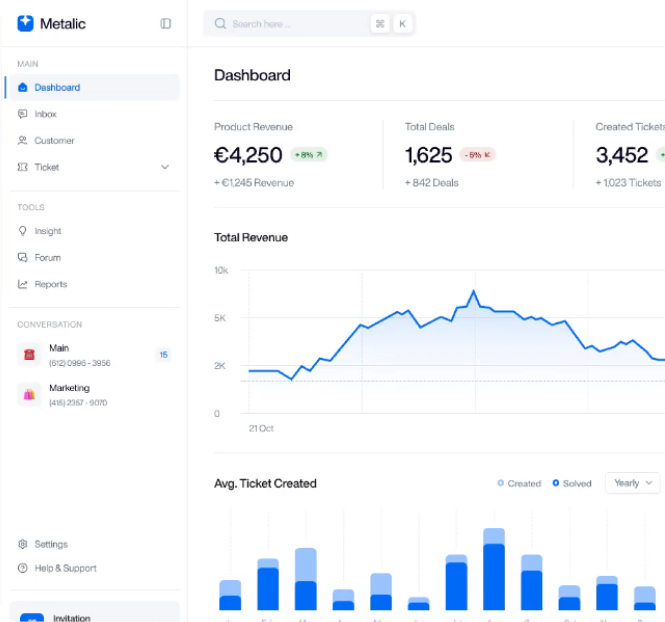 Metalic
Search here ...
⌘ K
MAIN
Dashboard
Inbox
Customer
Ticket
TOOLS
Insight
Forum
Reports
CONVERSATION
Main
(612) 0996 - 3956
15
Marketing
(415) 2357 - 9070
Settings
Help & Support
Invitation
Dashboard
Product Revenue
€4,250 +8%
+ €1,245 Revenue
Total Deals
1,625 -5%
+ 842 Deals
Created Tickets
3,452 +
+ 1,023 Tickets
Total Revenue
10k
5K
2K
0
21 Oct
Avg. Ticket Created
Created
Solved
Yearly